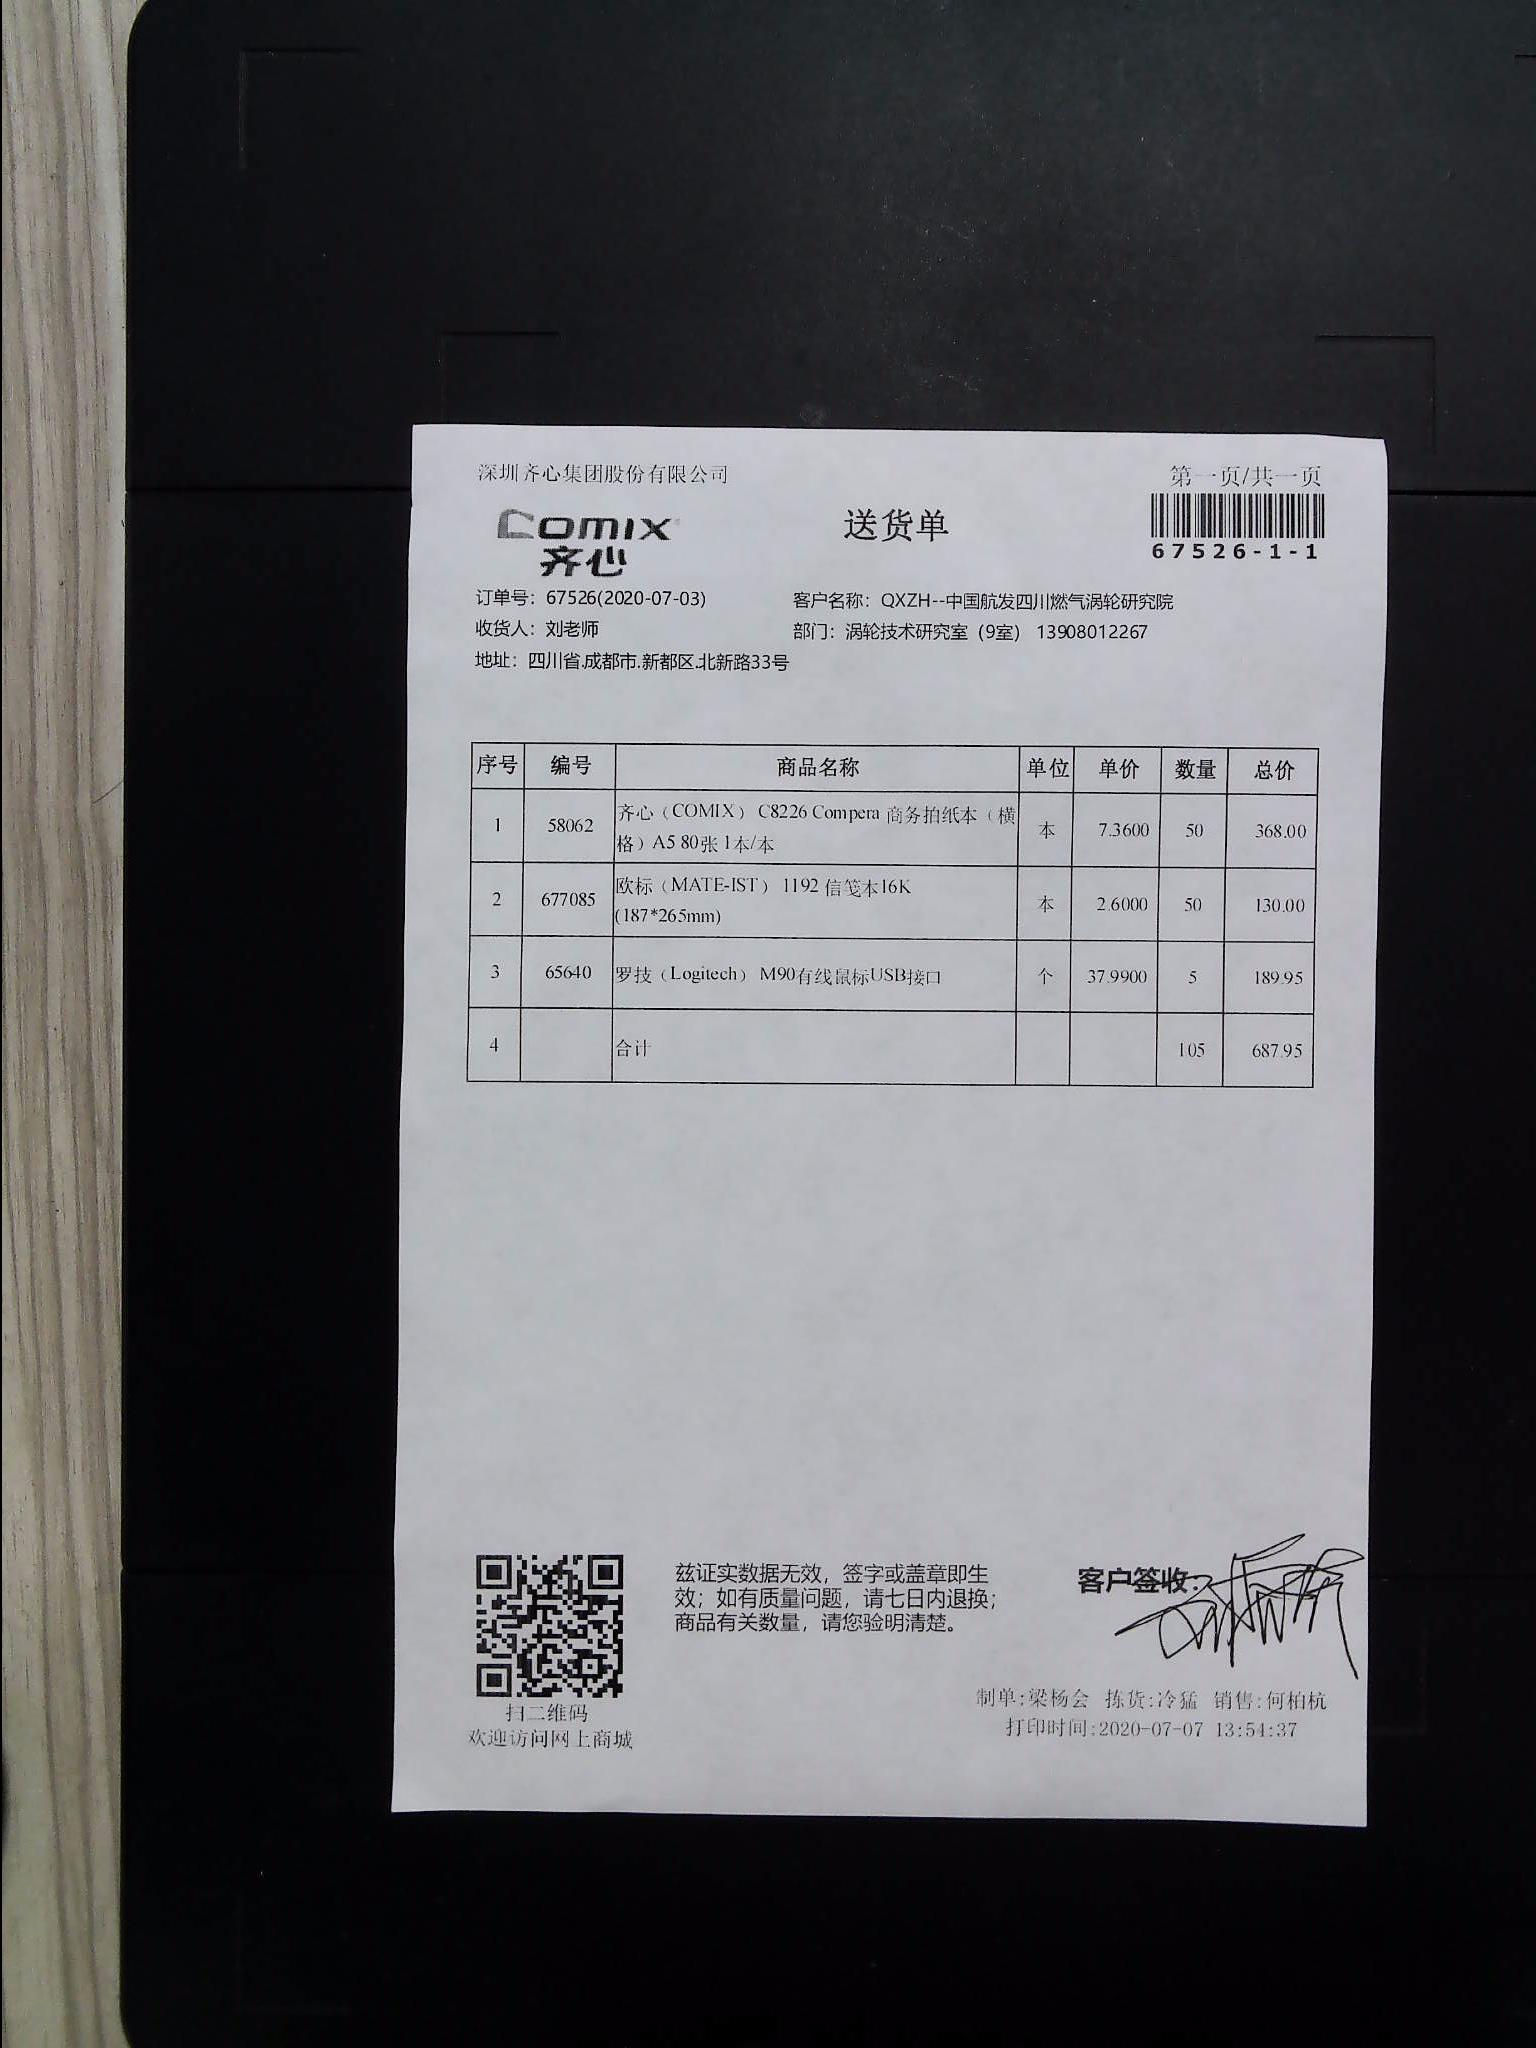 深圳齐心集团股份有限公司
第一页/共一页
COMIX
齐心
送货单
67526-1-1
订单号：67526(2020-07-03)
客户名称：QXZH--中国航发四川燃气涡轮研究院
收货人：刘老师
部门：涡轮技术研究室（9室） 13908012267
地址：四川省.成都市.新都区.北新路33号
序号 编号 商品名称 单位 单价 数量 总价
1 58062 齐心（COMIX） C8226 Compera 商务拍纸本（横
格）A5 80张 1本/本 本 7.3600 50 368.00
2 677085 欧标（MATE-IST） 1192 信笺本16K
(187*265mm) 本 2.6000 50 130.00
3 65640 罗技（Logitech） M90有线鼠标USB接口 个 37.9900 5 189.95
4 合计 105 687.95
兹证实数据无效，签字或盖章即生
效；如有质量问题，请七日内退换；
商品有关数量，请您验明清楚。
客户签收：
扫二维码
欢迎访问网上商城
制单:梁杨会 拣货:冷猛 销售:何柏杭
打印时间:2020-07-07 13:54:37